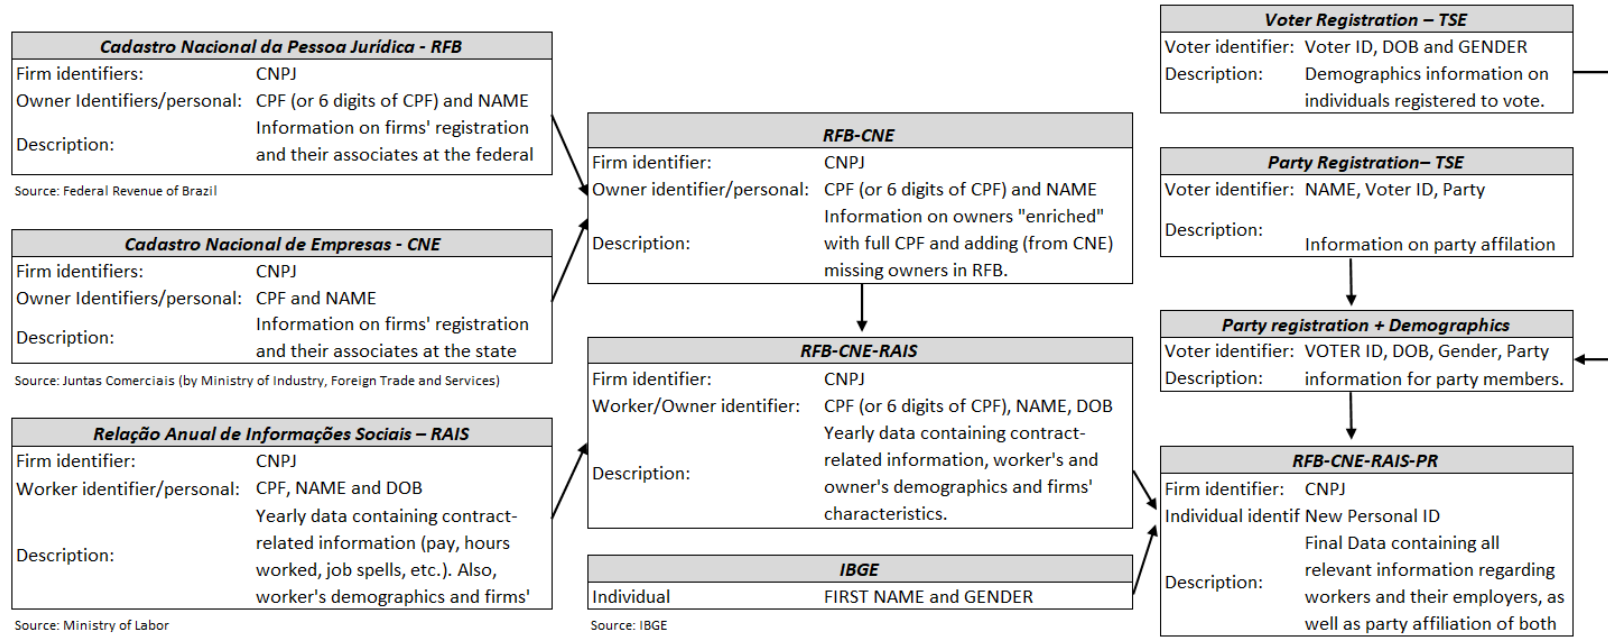 Cadastro Nacional da Pessoa Jurídica - RFB
Firm identifiers: CNPJ
Owner Identifiers/personal: CPF (or 6 digits of CPF) and NAME
Description: Information on firms' registration
and their associates at the federal
Source: Federal Revenue of Brazil
Cadastro Nacional de Empresas - CNE
Firm identifiers: CNPJ
Owner Identifiers/personal: CPF and NAME
Description: Information on firms' registration
and their associates at the state
Source: Juntas Comerciais (by Ministry of Industry, Foreign Trade and Services)
Relação Anual de Informações Sociais – RAIS
Firm identifier: CNPJ
Worker identifier/personal: CPF, NAME and DOB
Description: Yearly data containing contract-
related information (pay, hours
worked, job spells, etc.). Also,
worker's demographics and firms'
Source: Ministry of Labor
RFB-CNE
Firm identifier: CNPJ
Owner identifier/personal: CPF (or 6 digits of CPF) and NAME
Description: Information on owners "enriched"
with full CPF and adding (from CNE)
missing owners in RFB.
RFB-CNE-RAIS
Firm identifier: CNPJ
Worker/Owner identifier: CPF (or 6 digits of CPF), NAME, DOB
Description: Yearly data containing contract-
related information, worker's and
owner's demographics and firms'
characteristics.
IBGE
Individual FIRST NAME and GENDER
Source: IBGE
Voter Registration – TSE
Voter identifier: Voter ID, DOB and GENDER
Description: Demographics information on
individuals registered to vote.
Party Registration– TSE
Voter identifier: NAME, Voter ID, Party
Description: Information on party affilation
Party registration + Demographics
Voter identifier: VOTER ID, DOB, Gender, Party
Description: information for party members.
RFB-CNE-RAIS-PR
Firm identifier: CNPJ
Individual identif New Personal ID
Description: Final Data containing all
relevant information regarding
workers and their employers, as
well as party affiliation of both